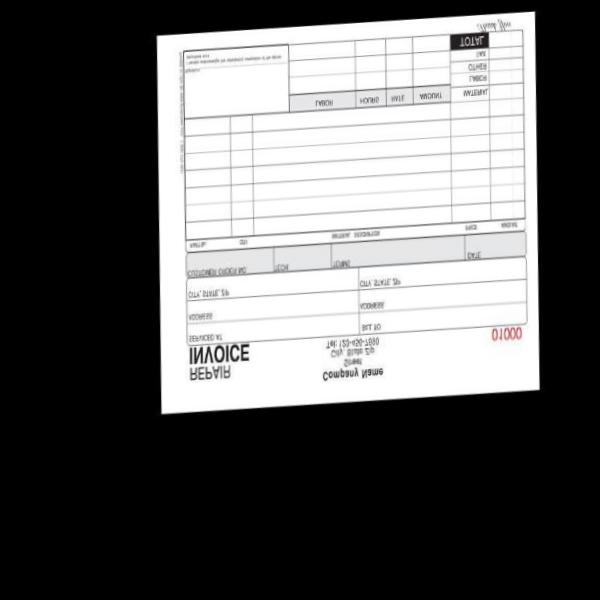 REPAIR
INVOICE
Company Name
Street
City, State Zip
Tel: 123-456-7890
01000
SERVICED AT
BILL TO
ADDRESS
ADDRESS
CITY, STATE, ZIP
CITY, STATE, ZIP
CUSTOMER ORDER NO.
TECH
TERMS
DATE
QTY
MATERIAL DESCRIPTION
PRICE
AMOUNT
LABOR
HOURS
RATE
AMOUNT
MATERIAL
LABOR
OTHER
TAX
TOTAL
Thank You